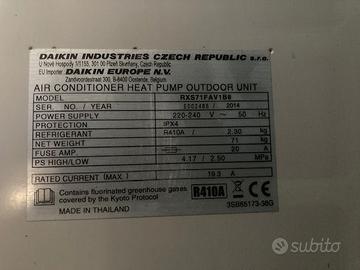 DAIKIN INDUSTRIES CZECH REPUBLIC s.r.o.
U Nové Hospody 1/1155, 301 00 Plzeň Skvrňany, Czech Republic
EU Importer: DAIKIN EUROPE N.V.
Zandvoordestraat 300, B-8400 Oostende, Belgium
AIR CONDITIONER HEAT PUMP OUTDOOR UNIT
MODEL RXS71FAV1B8
SER. NO. / YEAR / 2014
POWER SUPPLY 220-240 V ~ 50 Hz
PROTECTION IPX4
REFRIGERANT R410A / 2.30 kg
NET WEIGHT 71 kg
FUSE AMP. 20 A
PS HIGH/LOW 4.17 / 2.50 MPa
RATED CURRENT (MAX.) 19.3 A
Contains fluorinated greenhouse gases
covered by the Kyoto Protocol
R410A
CE
MADE IN THAILAND
3SB65173-38G
subito